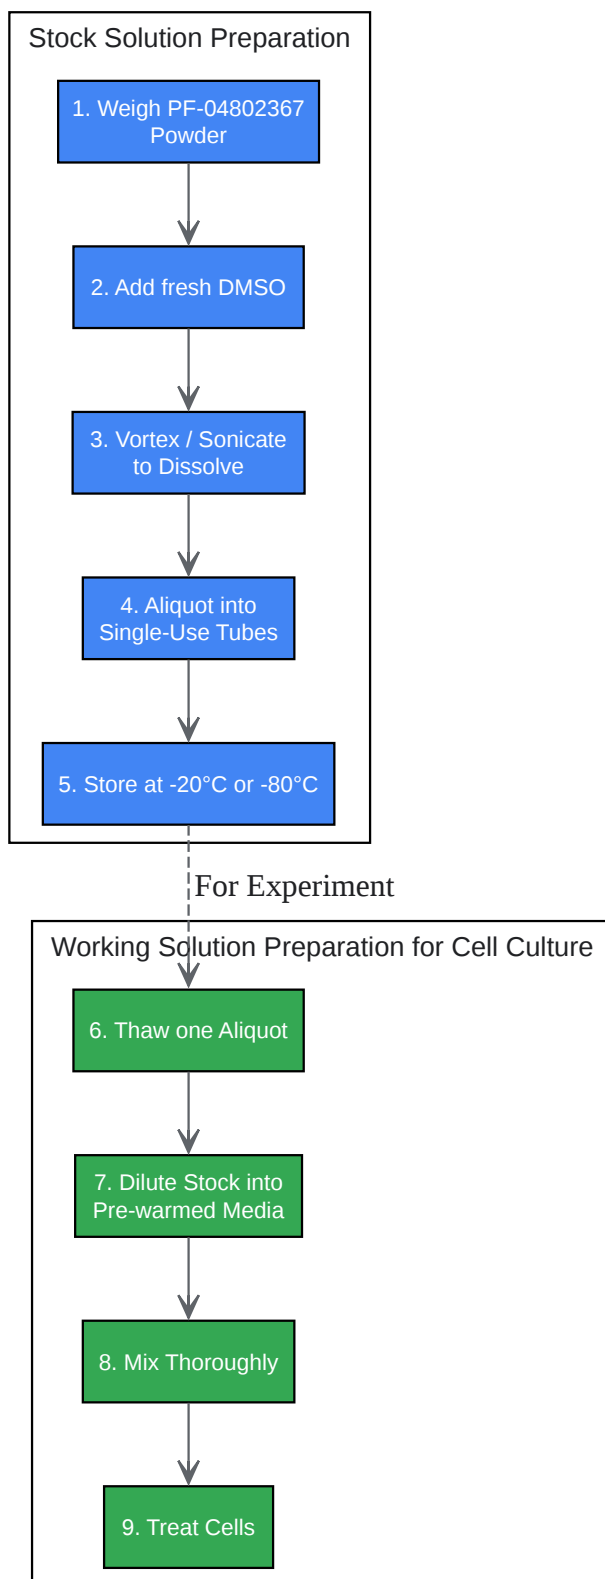 Stock Solution Preparation
1. Weigh PF-04802367
Powder
2. Add fresh DMSO
3. Vortex / Sonicate
to Dissolve
4. Aliquot into
Single-Use Tubes
5. Store at -20°C or -80°C
For Experiment
Working Solution Preparation for Cell Culture
6. Thaw one Aliquot
7. Dilute Stock into
Pre-warmed Media
8. Mix Thoroughly
9. Treat Cells